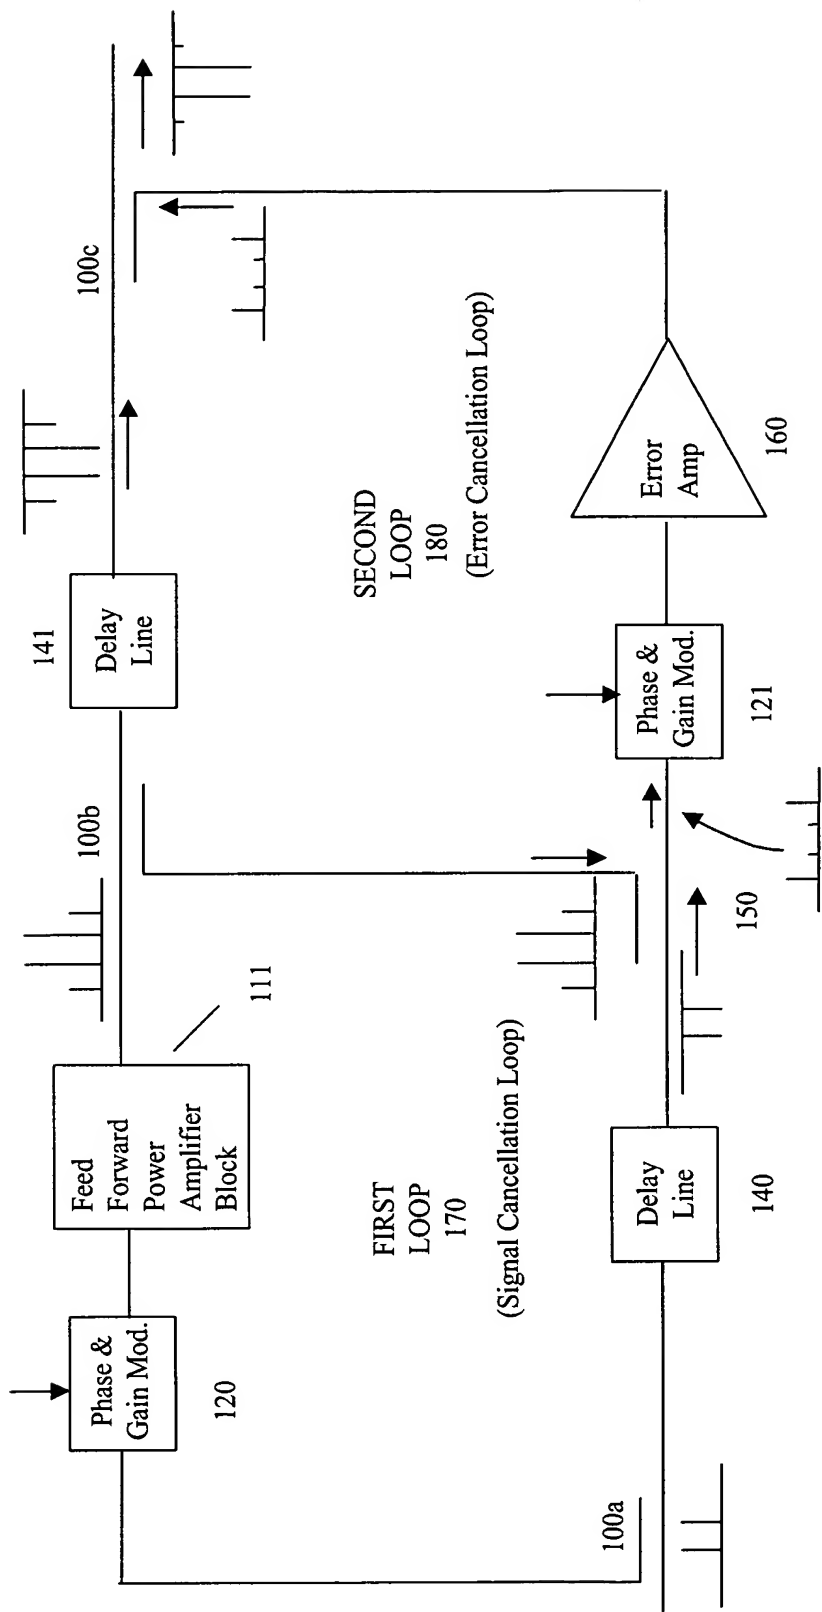 100c
141
Delay
Line
100b
111
Feed
Forward
Power
Amplifier
Block
Phase &
Gain Mod.
120
SECOND
LOOP
180
(Error Cancellation Loop)
FIRST
LOOP
170
(Signal Cancellation Loop)
100a
Delay
Line
140
150
Phase &
Gain Mod.
121
Error
Amp
160